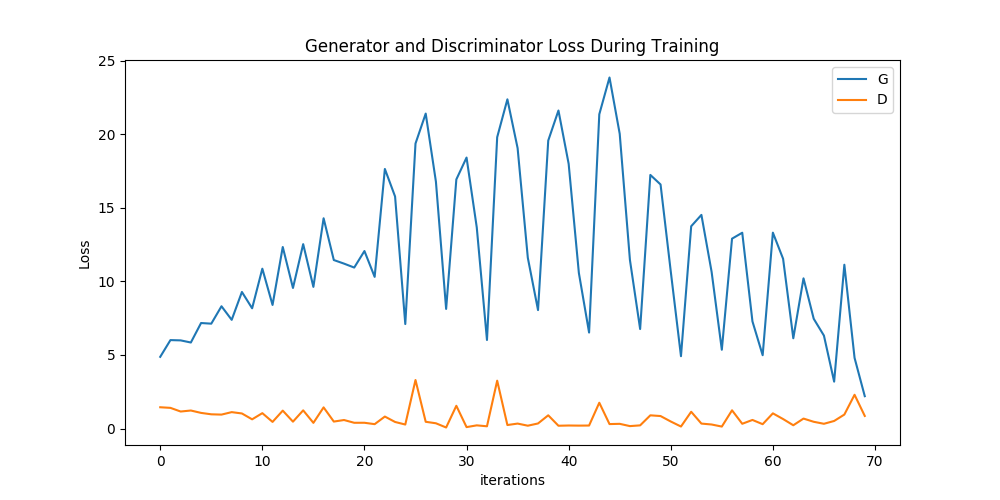 Generator and Discriminator Loss During Training
25
20
15
10
5
0
Loss
G
D
0 10 20 30 40 50 60 70
iterations